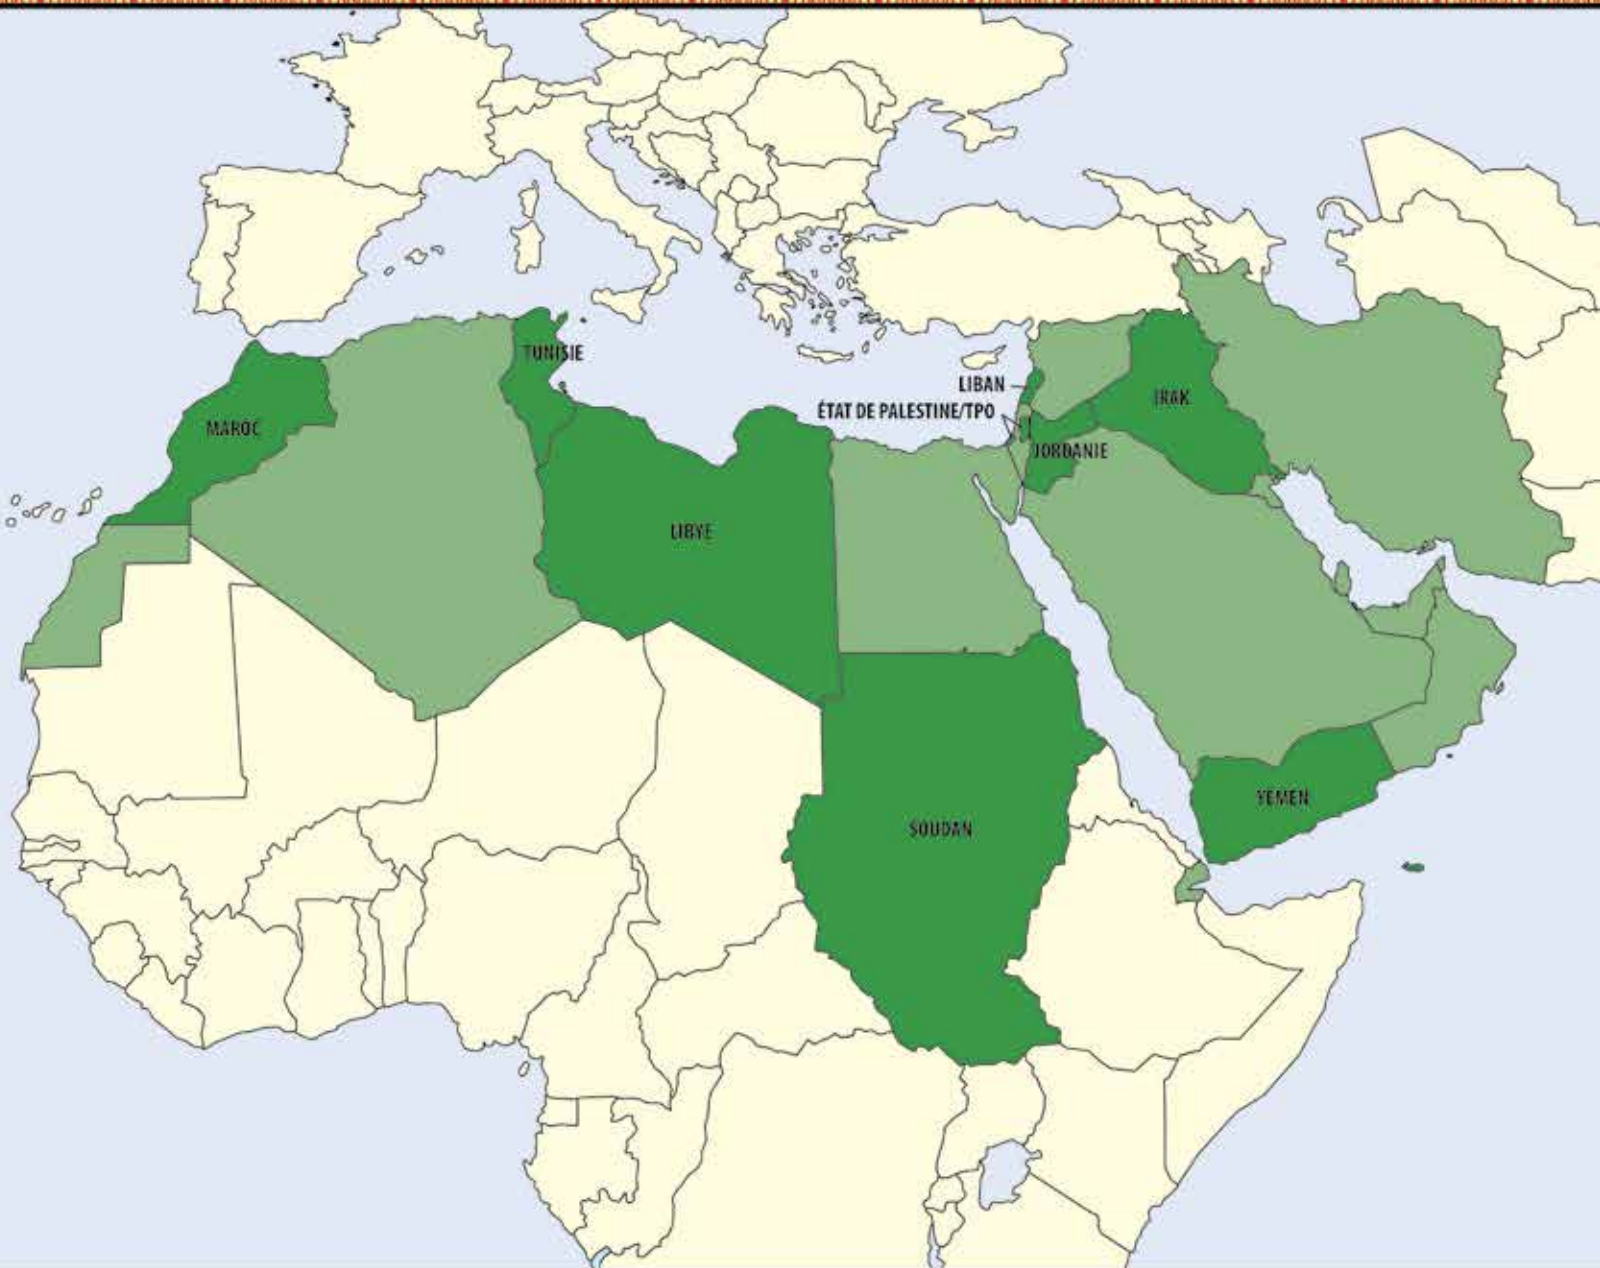 TUNISIE
LIBAN
ÉTAT DE PALESTINE/TPO
IRAK
MAROC
JORDANIE
LIBYE
YEMEN
SOUDAN